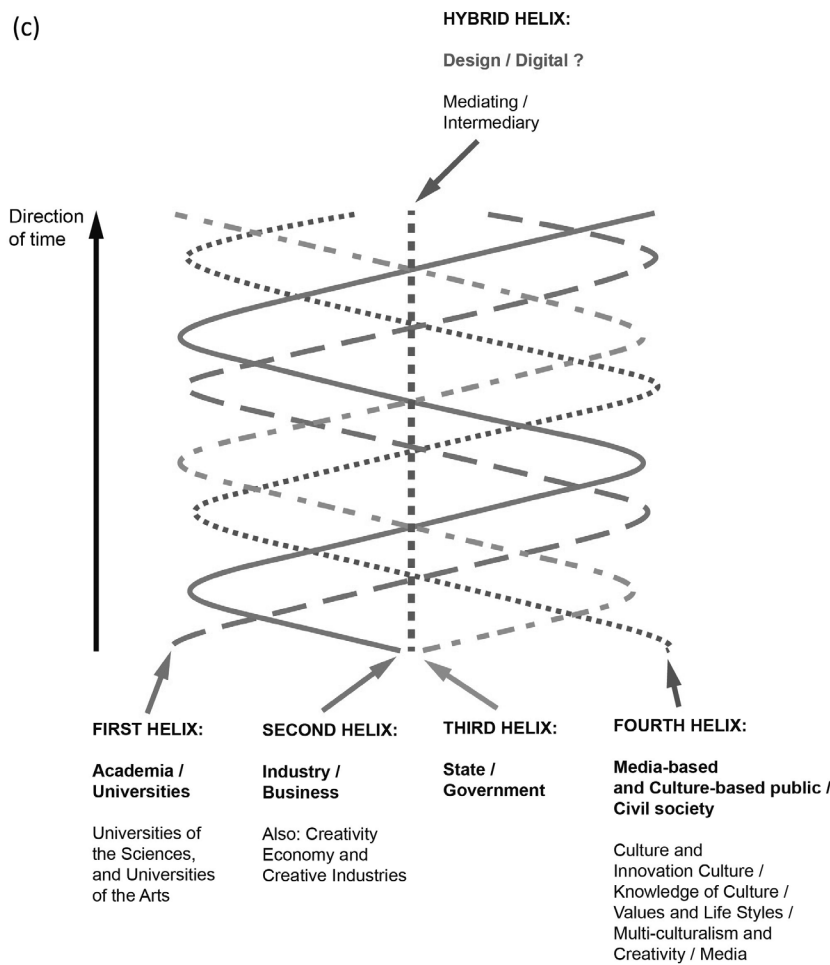 (c)
HYBRID HELIX:
Design / Digital ?
Mediating /
Intermediary
Direction
of time
FIRST HELIX:
Academia /
Universities
Universities of
the Sciences,
and Universities
of the Arts
SECOND HELIX:
Industry /
Business
Also: Creativity
Economy and
Creative Industries
THIRD HELIX:
State /
Government
FOURTH HELIX:
Media-based
and Culture-based public /
Civil society
Culture and
Innovation Culture /
Knowledge of Culture /
Values and Life Styles /
Multi-culturalism and
Creativity / Media